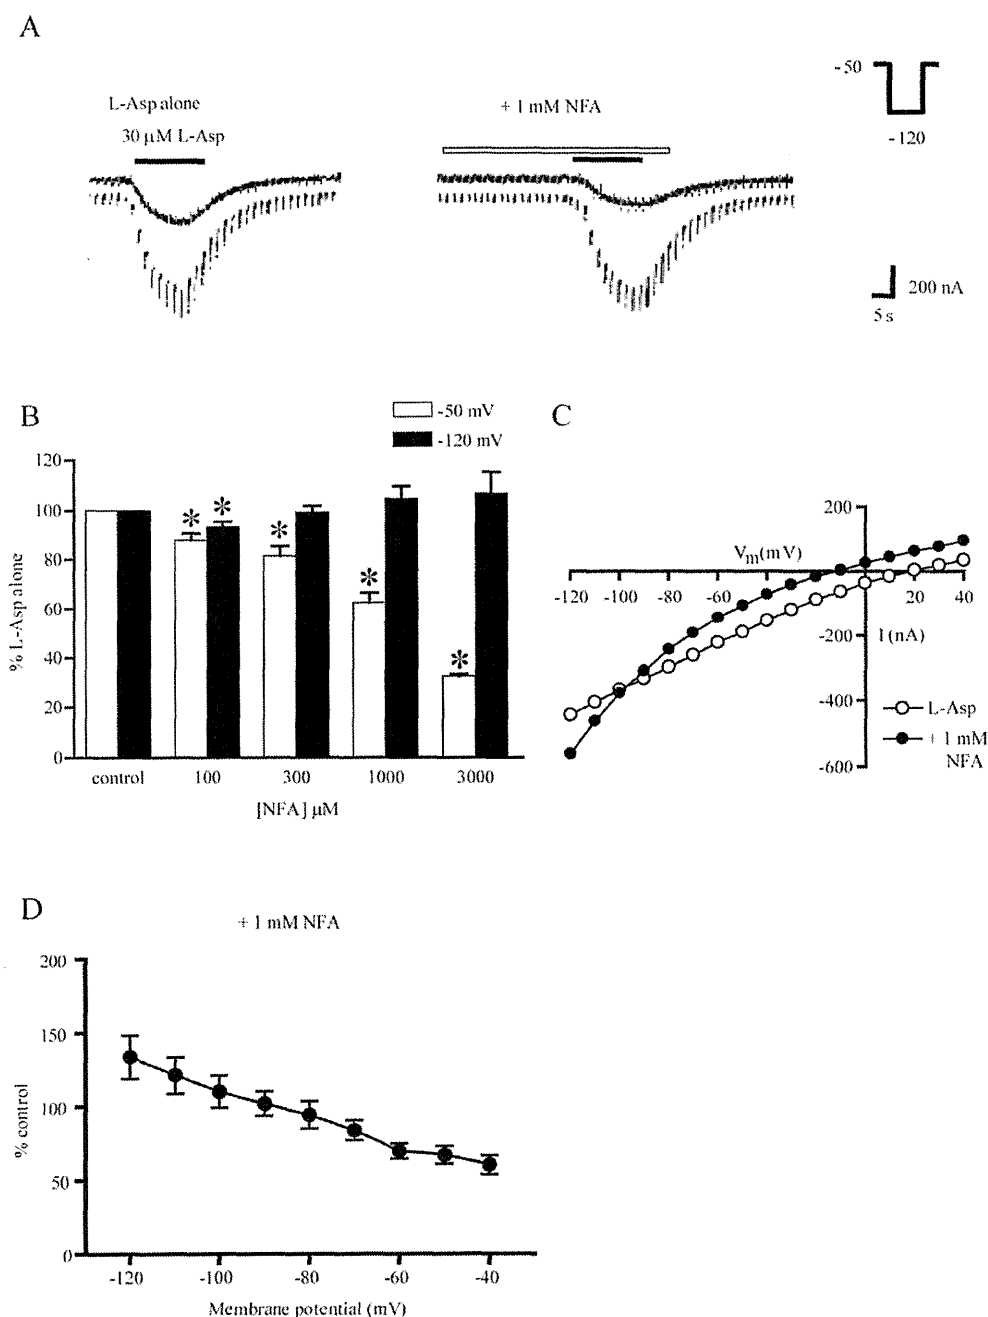 A
L-Asp alone
30 µM L-Asp
+ 1 mM NFA
-50
-120
200 nA
5 s
B
-50 mV
-120 mV
120
100
80
60
40
20
0
% L-Asp alone
* * * * *
control 100 300 1000 3000
[NFA] µM
C
200
Vm(mV)
-120 -100 -80 -60 20 40
-200
I (nA)
-400
-600
L-Asp
+ 1 mM
NFA
D
+ 1 mM NFA
200
150
100
50
0
% control
-120 -100 -80 -60 -40
Membrane potential (mV)